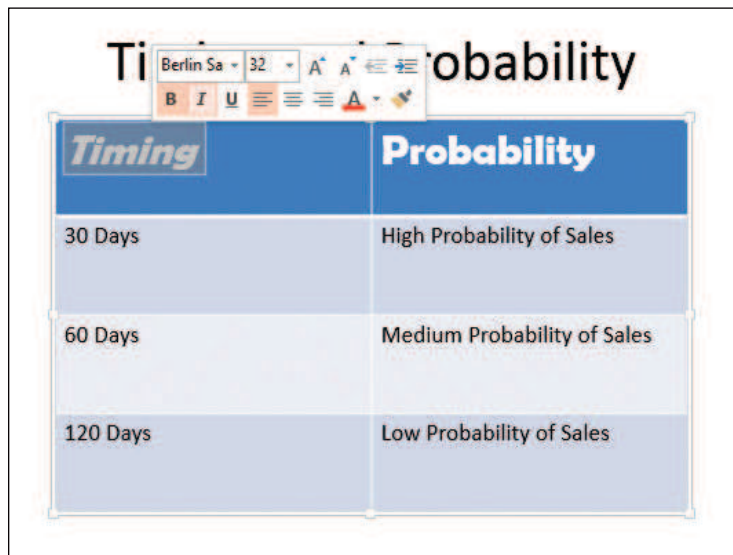 Ti robability
Berlin Sa 32 A A
B I U A
Timing Probability
30 Days High Probability of Sales
60 Days Medium Probability of Sales
120 Days Low Probability of Sales